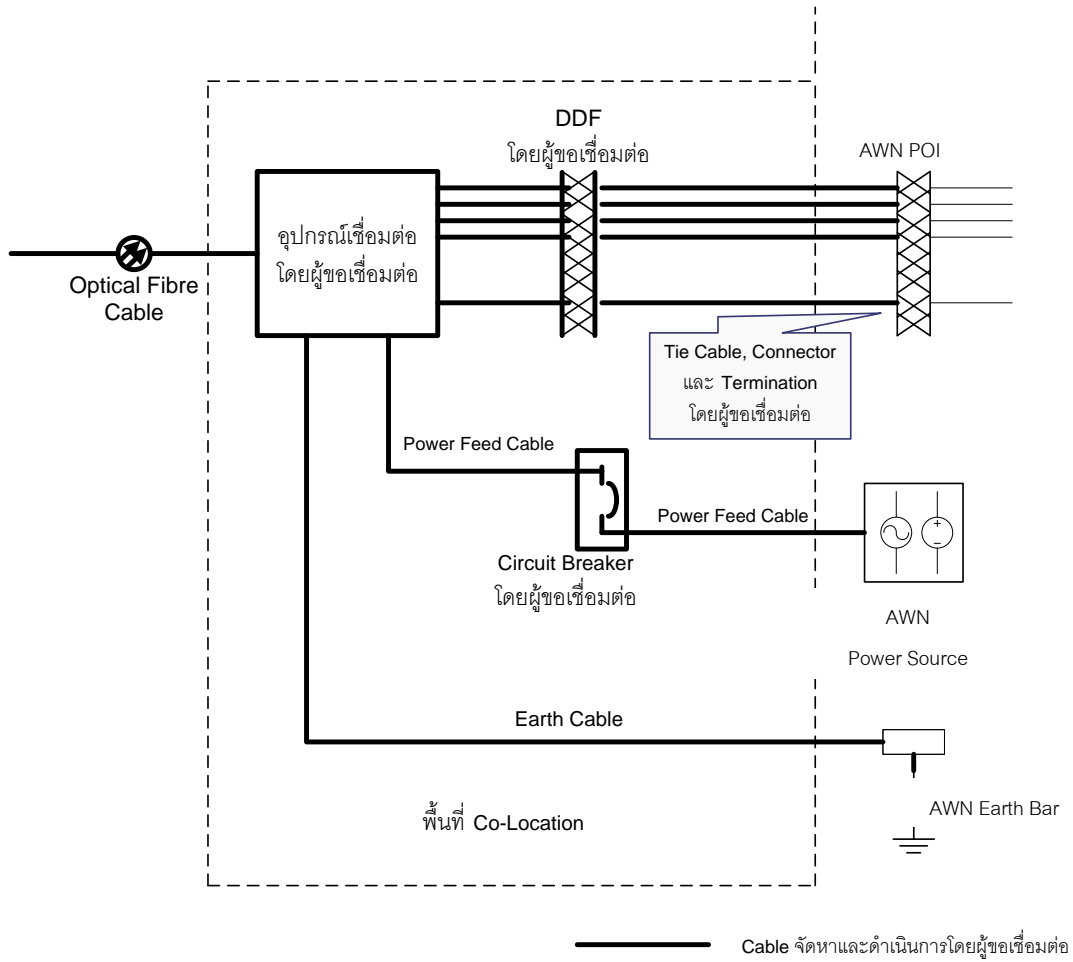 DDF
โดยผู้ขอเชื่อมต่อ
AWN POI
อุปกรณ์เชื่อมต่อ
โดยผู้ขอเชื่อมต่อ
Optical Fibre
Cable
Tie Cable, Connector
และ Termination
โดยผู้ขอเชื่อมต่อ
Power Feed Cable
Power Feed Cable
Circuit Breaker
โดยผู้ขอเชื่อมต่อ
AWN
Power Source
Earth Cable
AWN Earth Bar
พื้นที่ Co-Location
Cable จัดหาและดำเนินการโดยผู้ขอเชื่อมต่อ